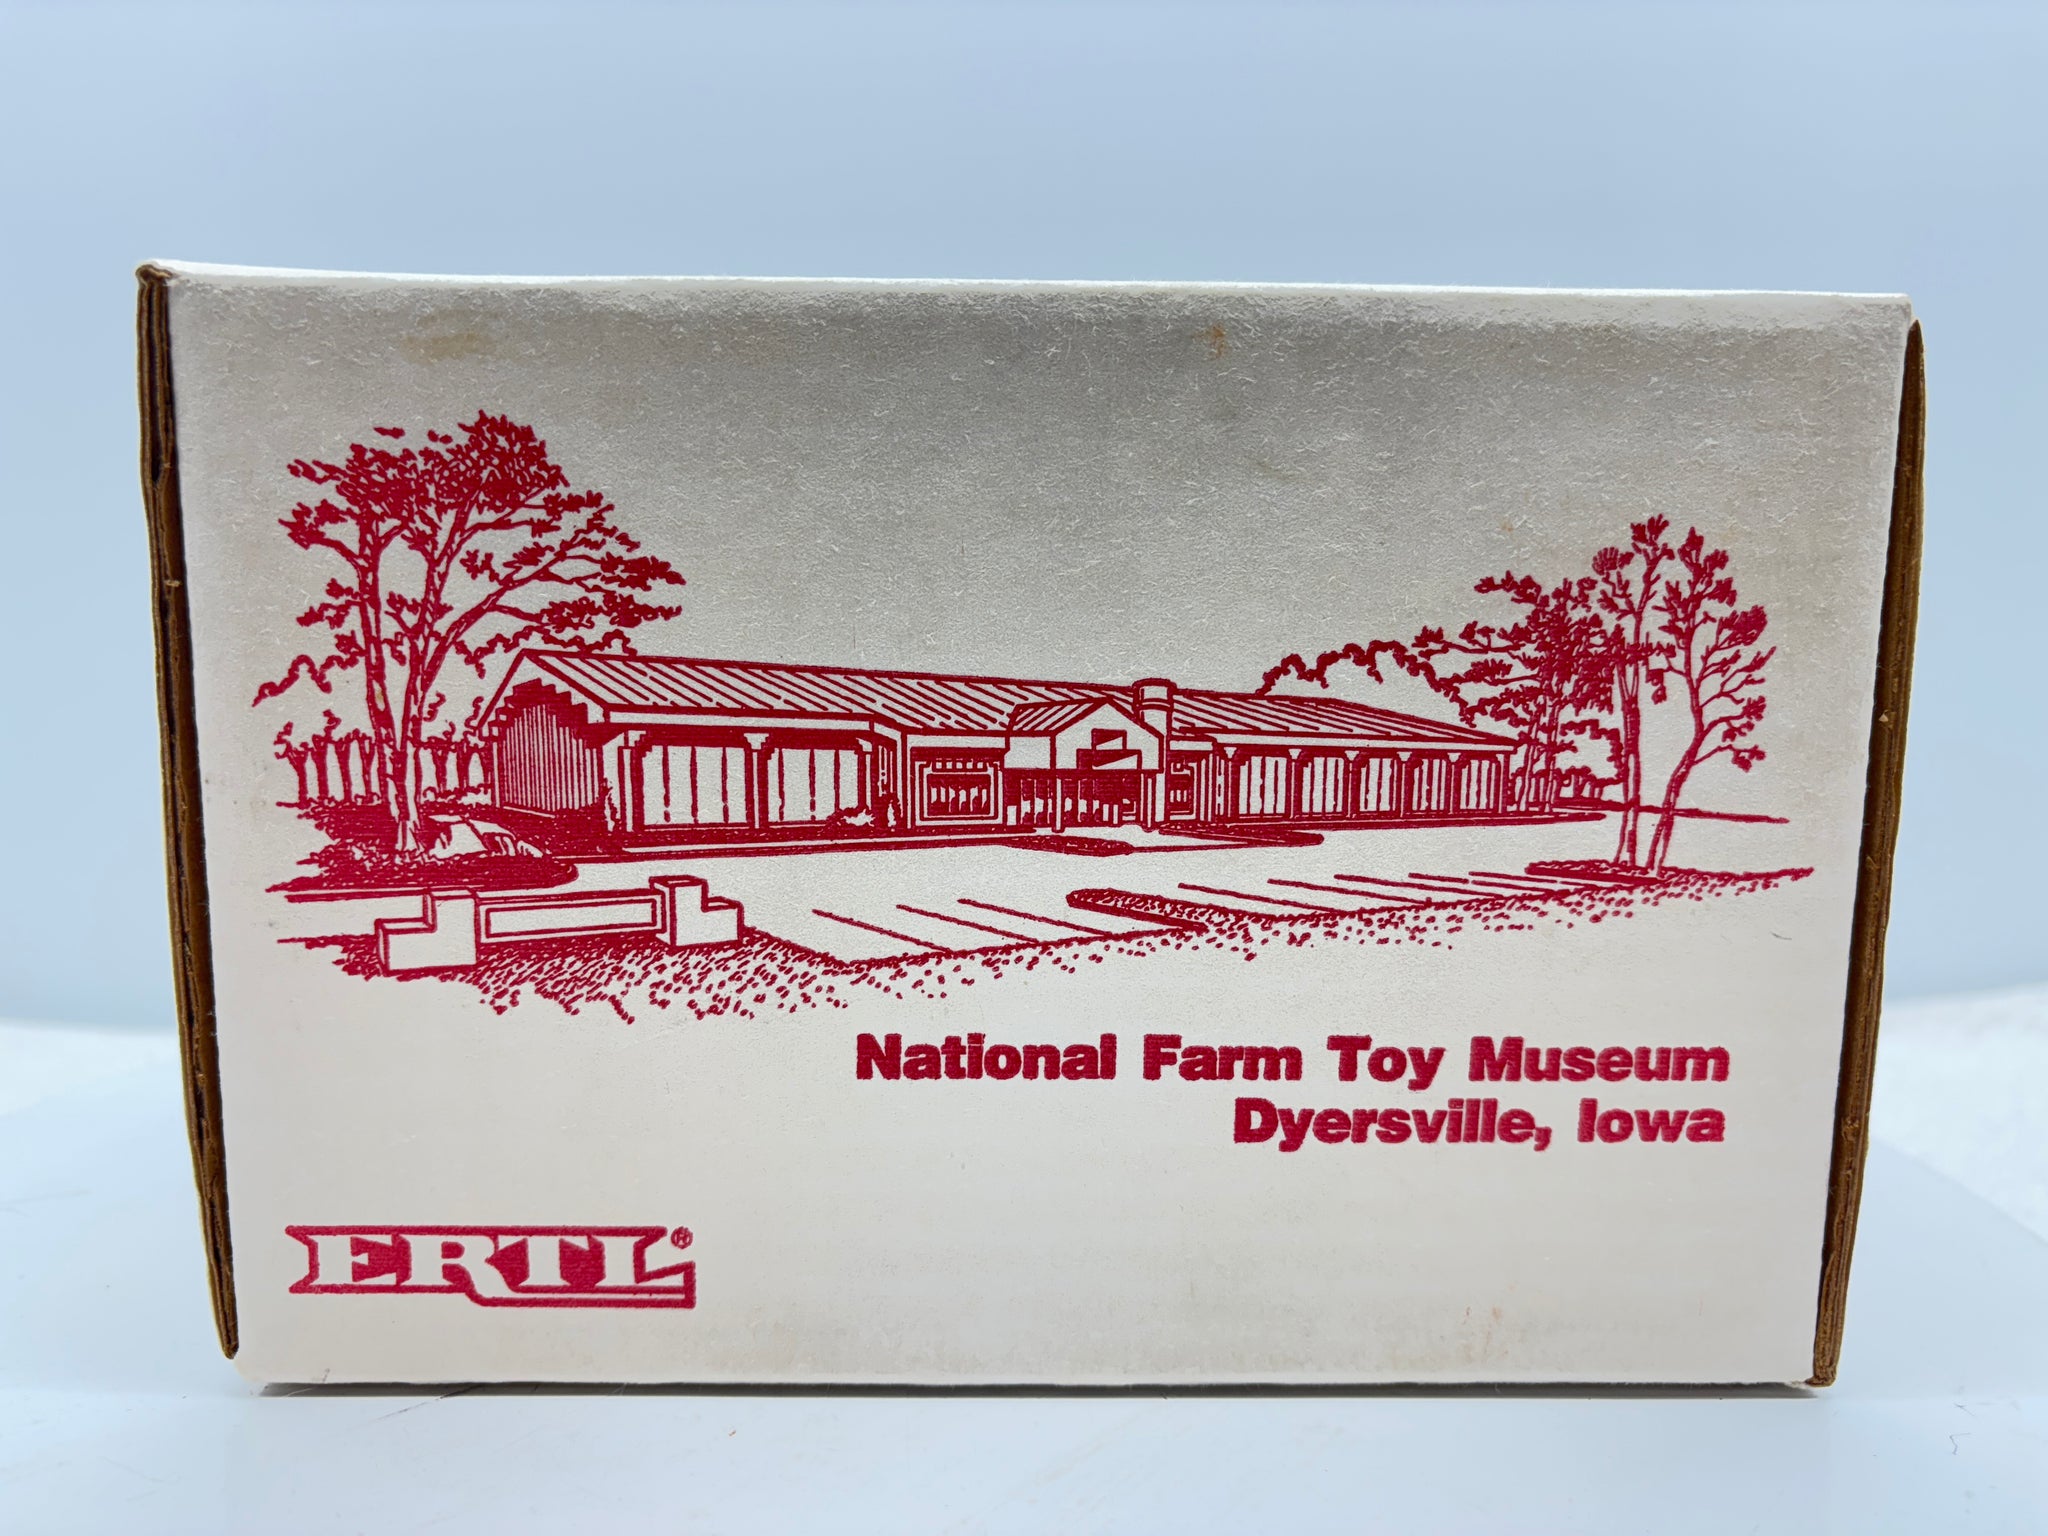 National Farm Toy Museum
Dyersville, Iowa
ERTL®